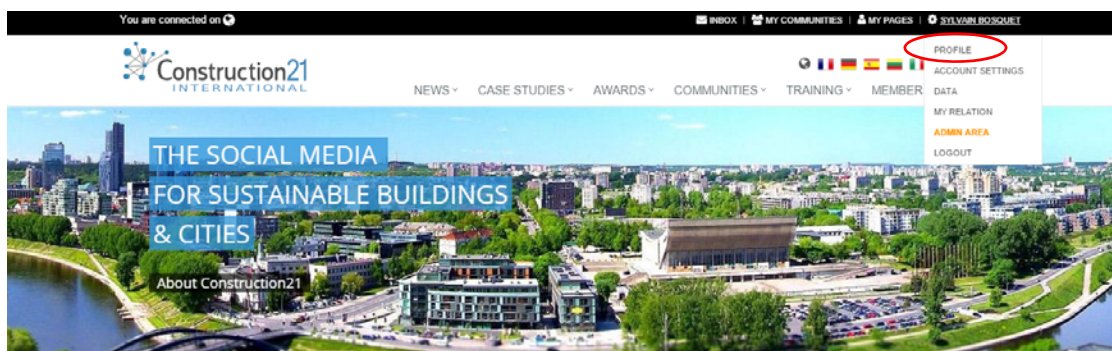 You are connected on
INBOX | MY COMMUNITIES | MY PAGES | SYLVAIN BOSQUET
Construction21
INTERNATIONAL
NEWS CASE STUDIES AWARDS COMMUNITIES TRAINING MEMBER
PROFILE
ACCOUNT SETTINGS
DATA
MY RELATION
ADMIN AREA
LOGOUT
THE SOCIAL MEDIA
FOR SUSTAINABLE BUILDINGS
& CITIES
About Construction21